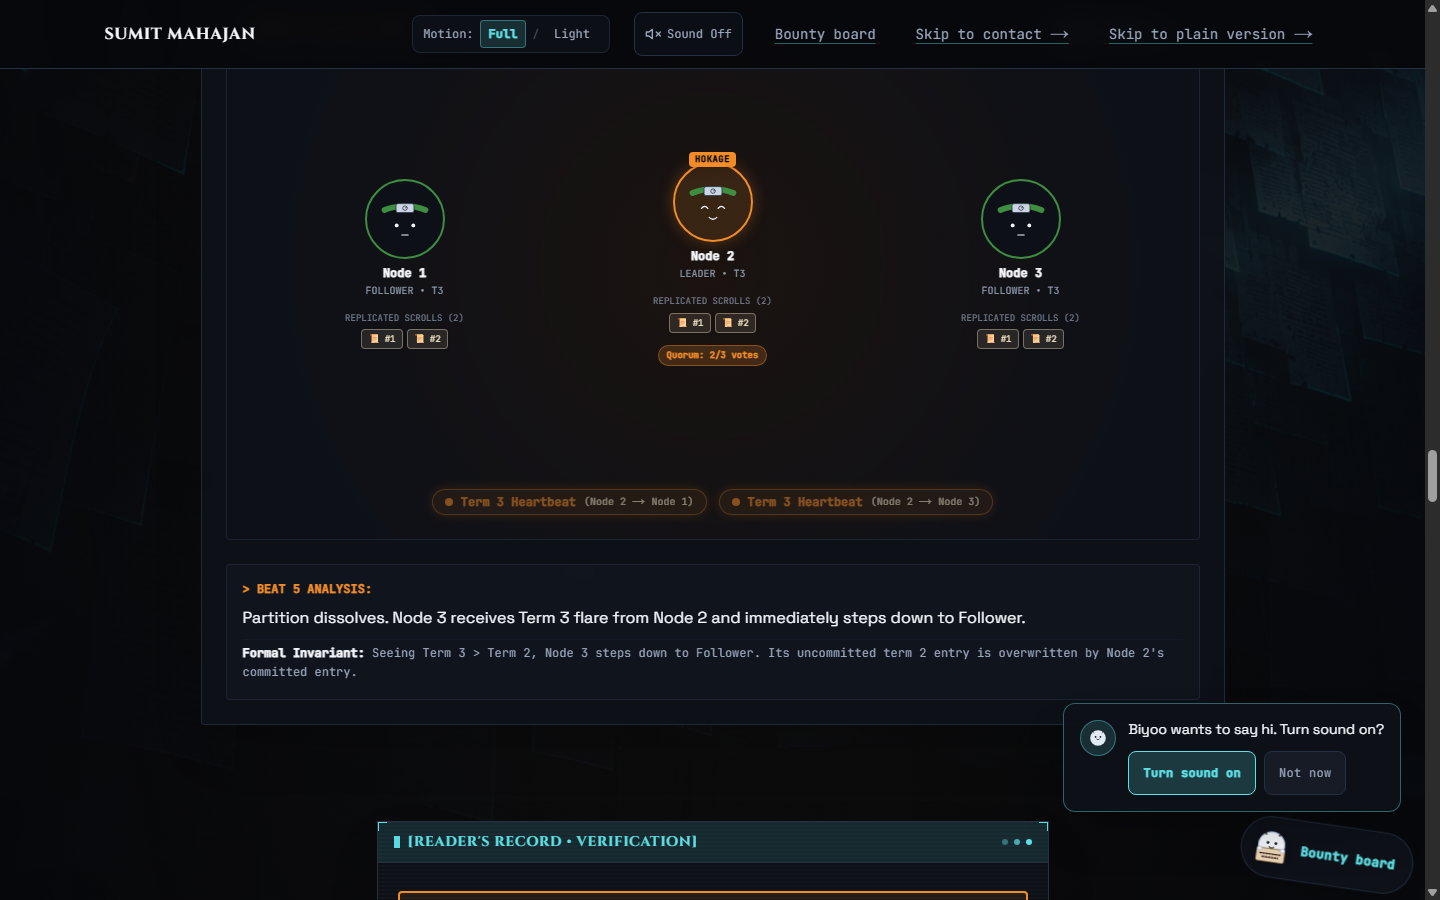 SUMIT MAHAJAN
Motion: Full / Light
Sound Off
Bounty board
Skip to contact →
Skip to plain version →
HOKAGE
Node 1
FOLLOWER • T3
REPLICATED SCROLLS (2)
#1 #2
Node 2
LEADER • T3
REPLICATED SCROLLS (2)
#1 #2
Quorum: 2/3 votes
Node 3
FOLLOWER • T3
REPLICATED SCROLLS (2)
#1 #2
Term 3 Heartbeat (Node 2 → Node 1)
Term 3 Heartbeat (Node 2 → Node 3)
> BEAT 5 ANALYSIS:
Partition dissolves. Node 3 receives Term 3 flare from Node 2 and immediately steps down to Follower.
Formal Invariant: Seeing Term 3 > Term 2, Node 3 steps down to Follower. Its uncommitted term 2 entry is overwritten by Node 2's
committed entry.
Biyoo wants to say hi. Turn sound on?
Turn sound on
Not now
Bounty board
[READER'S RECORD • VERIFICATION]